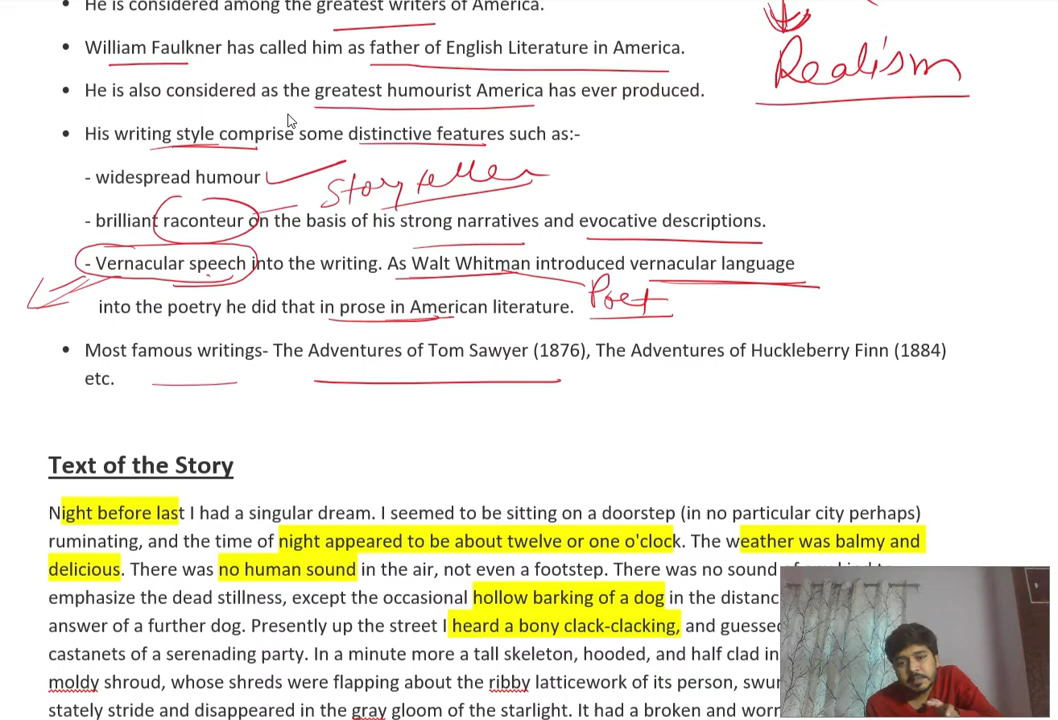 He is considered among the greatest writers of America.
William Faulkner has called him as father of English Literature in America.
Realism
He is also considered as the greatest humourist America has ever produced.
His writing style comprise some distinctive features such as:-
- widespread humour
Storyteller
- brilliant raconteur on the basis of his strong narratives and evocative descriptions.
- Vernacular speech into the writing. As Walt Whitman introduced vernacular language
Poet
into the poetry he did that in prose in American literature.
Most famous writings- The Adventures of Tom Sawyer (1876), The Adventures of Huckleberry Finn (1884)
etc.
Text of the Story
Night before last I had a singular dream. I seemed to be sitting on a doorstep (in no particular city perhaps)
ruminating, and the time of night appeared to be about twelve or one o'clock. The weather was balmy and
delicious. There was no human sound in the air, not even a footstep. There was no sound
emphasize the dead stillness, except the occasional hollow barking of a dog in the distanc
answer of a further dog. Presently up the street I heard a bony clack-clacking, and guessed
castanets of a serenading party. In a minute more a tall skeleton, hooded, and half clad in
moldy shroud, whose shreds were flapping about the ribby latticework of its person, swu
stately stride and disappeared in the gray gloom of the starlight. It had a broken and worr